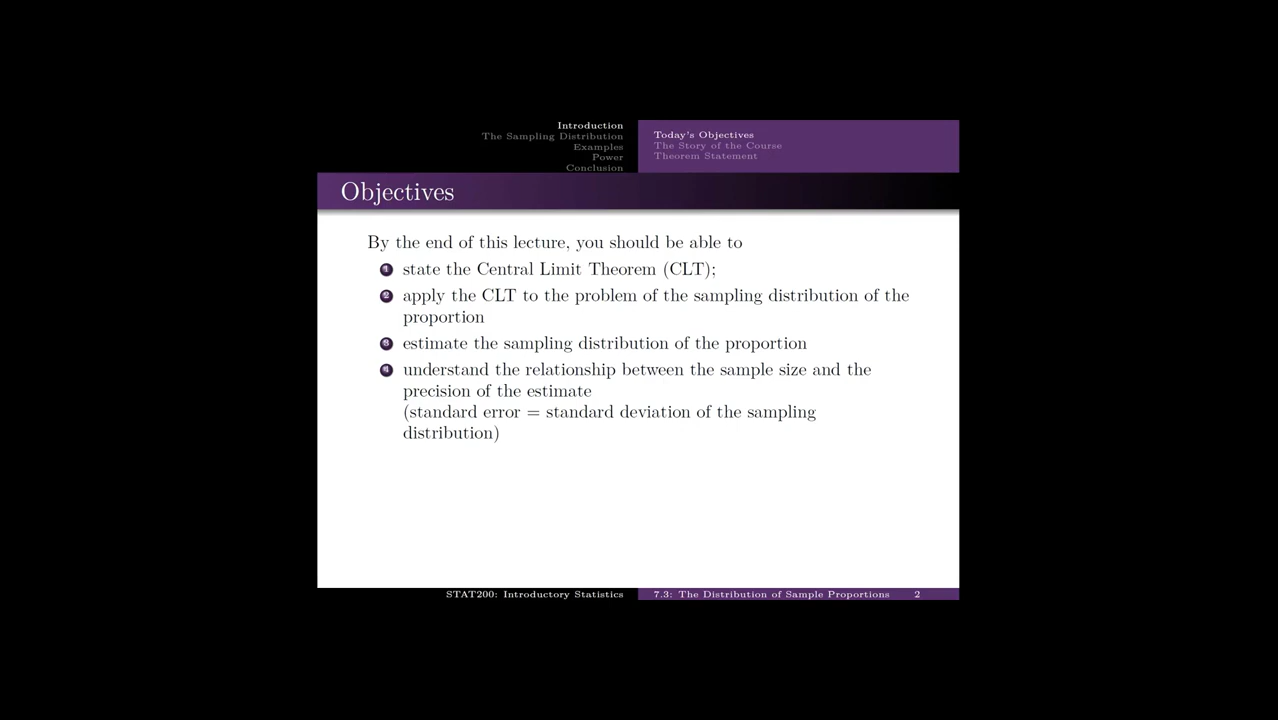 Introduction
The Sampling Distribution
Examples
Power
Conclusion
Today's Objectives
The Story of the Course
Theorem Statement
Objectives
By the end of this lecture, you should be able to
1 state the Central Limit Theorem (CLT);
2 apply the CLT to the problem of the sampling distribution of the
proportion
3 estimate the sampling distribution of the proportion
4 understand the relationship between the sample size and the
precision of the estimate
(standard error = standard deviation of the sampling
distribution)
STAT200: Introductory Statistics
7.3: The Distribution of Sample Proportions 2